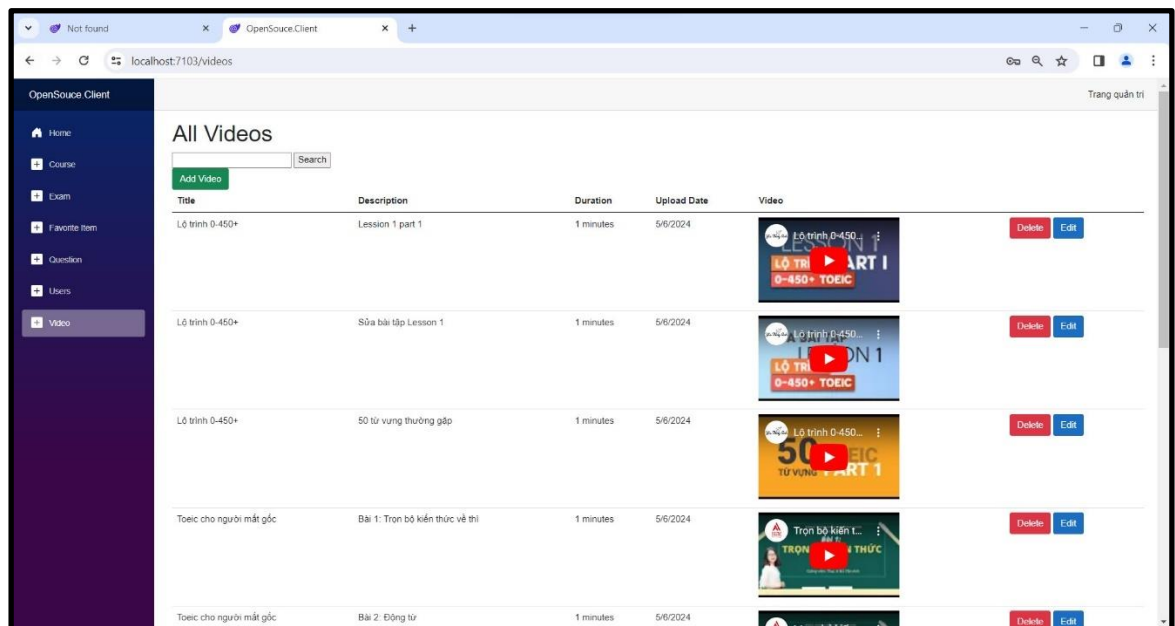 Not found
OpenSouce.Client
localhost:7103/videos
OpenSouce.Client
Trang quản trị
Home
Course
Exam
Favorite Item
Question
Users
Video
All Videos
Search
Add Video
Title Description Duration Upload Date Video
Lộ trình 0-450+ Lession 1 part 1 1 minutes 5/6/2024 Delete Edit
Lộ trình 0-450...
LESSON 1
PART I
0-450+ TOEIC
Lộ trình 0-450+ Sửa bài tập Lesson 1 1 minutes 5/6/2024 Delete Edit
Lộ trình 0-450...
BÀI TẬP
0-450+ TOEIC
Lộ trình 0-450+ 50 từ vựng thường gặp 1 minutes 5/6/2024 Delete Edit
Lộ trình 0-450...
50
TỪ VỰNG PART 1
Toeic cho người mất gốc Bài 1: Trọn bộ kiến thức về thì 1 minutes 5/6/2024 Delete Edit
Trọn bộ kiến t...
TRỌN THỨC
Toeic cho người mất gốc Bài 2: Động từ 1 minutes 5/6/2024 Delete Edit